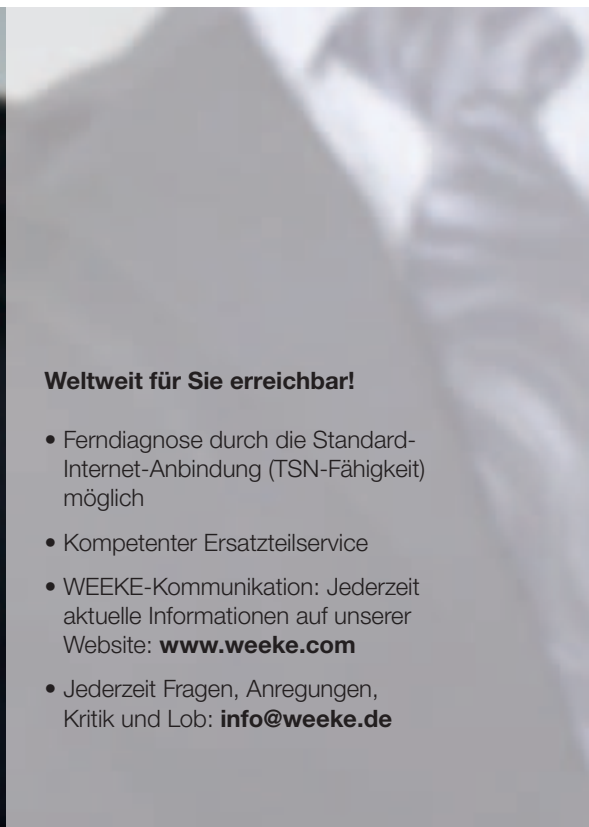 Weltweit für Sie erreichbar!
• Ferndiagnose durch die Standard-
Internet-Anbindung (TSN-Fähigkeit)
möglich
• Kompetenter Ersatzteilservice
• WEEKE-Kommunikation: Jederzeit
aktuelle Informationen auf unserer
Website: www.weeke.com
• Jederzeit Fragen, Anregungen,
Kritik und Lob: info@weeke.de